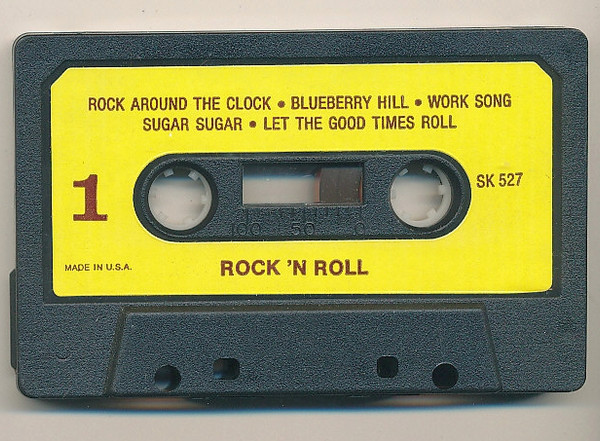 ROCK AROUND THE CLOCK • BLUEBERRY HILL • WORK SONG
SUGAR SUGAR • LET THE GOOD TIMES ROLL
1
SK 527
100 50 0
MADE IN U.S.A.
ROCK 'N ROLL